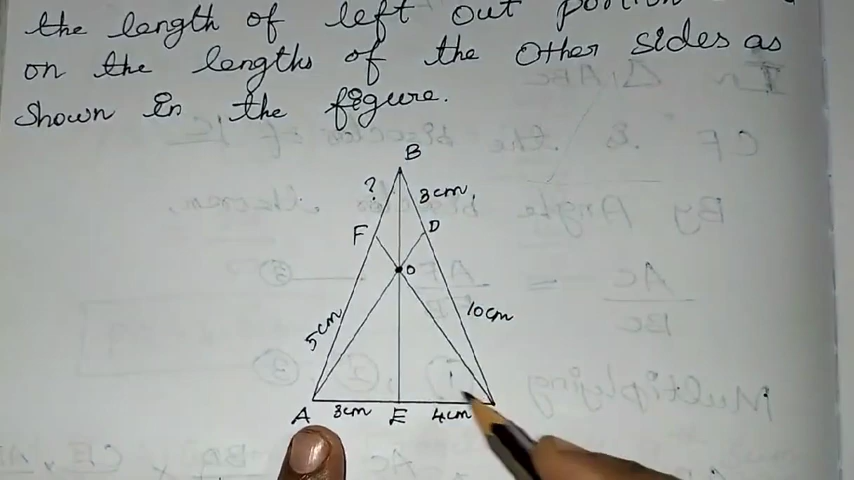 the length of left out portion
on the lengths of the other sides as
shown in the figure.
B
?
3cm,
F
D
O
5cm
10cm
A 3cm E 4cm